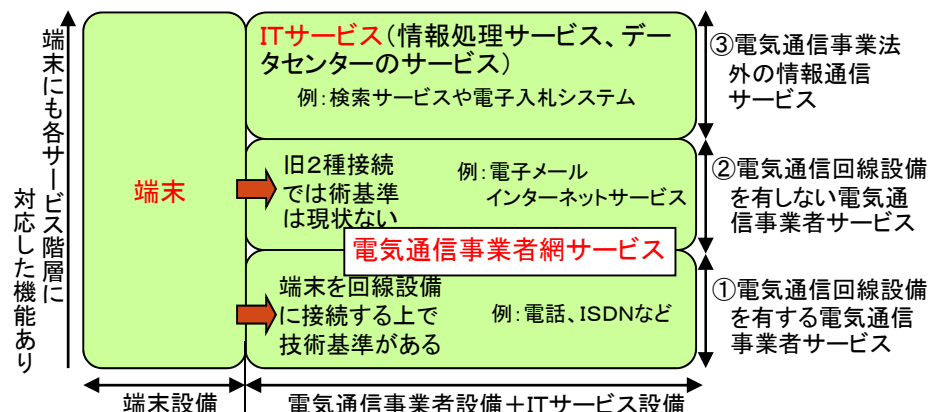 端末にも各サービス階層に
対応した機能あり
端末
ITサービス(情報処理サービス、デー
タセンターのサービス)
例:検索サービスや電子入札システム
③電気通信事業法
外の情報通信
サービス
旧2種接続
では術基準
は現状ない
例:電子メール
インターネットサービス
②電気通信回線設備
を有しない電気通
信事業者サービス
電気通信事業者網サービス
端末を回線設備
に接続する上で
技術基準がある
例:電話、ISDNなど
①電気通信回線設備
を有する電気通信
事業者サービス
端末設備
電気通信事業者設備+ITサービス設備